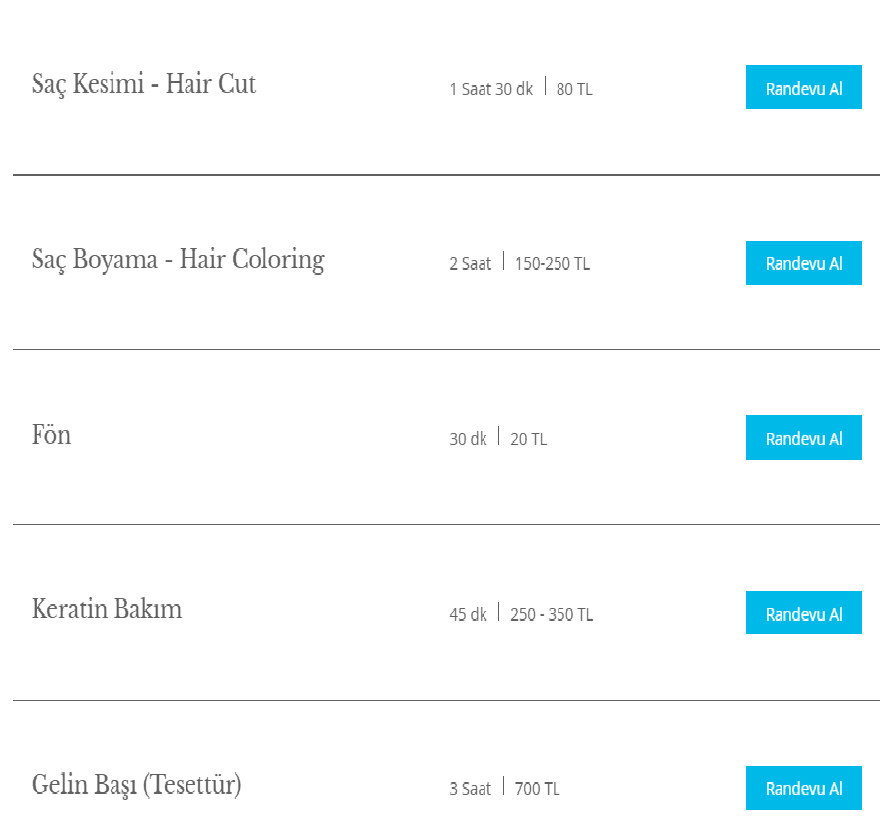 Saç Kesimi - Hair Cut
1 Saat 30 dk | 80 TL
Randevu Al
Saç Boyama - Hair Coloring
2 Saat | 150-250 TL
Randevu Al
Fön
30 dk | 20 TL
Randevu Al
Keratin Bakım
45 dk | 250 - 350 TL
Randevu Al
Gelin Başı (Tesettür)
3 Saat | 700 TL
Randevu Al